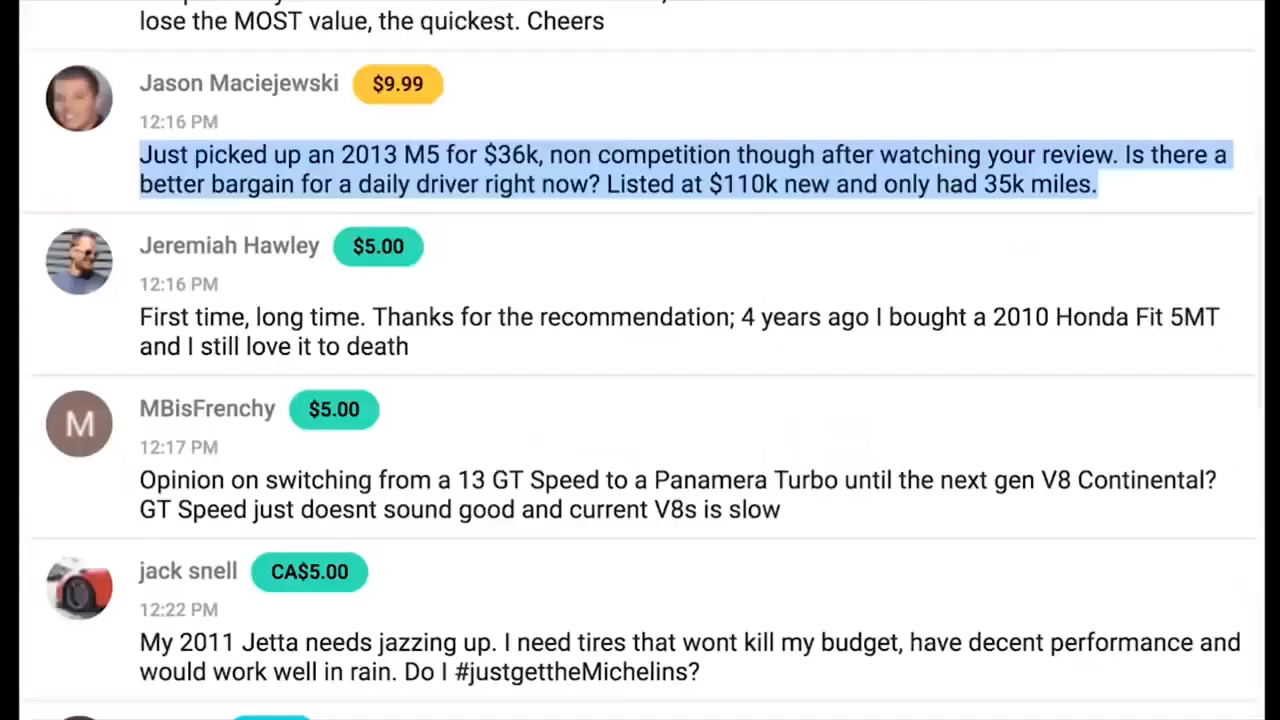 lose the MOST value, the quickest. Cheers
Jason Maciejewski $9.99
12:16 PM
Just picked up an 2013 M5 for $36k, non competition though after watching your review. Is there a
better bargain for a daily driver right now? Listed at $110k new and only had 35k miles.
Jeremiah Hawley $5.00
12:16 PM
First time, long time. Thanks for the recommendation; 4 years ago I bought a 2010 Honda Fit 5MT
and I still love it to death
M
MBisFrenchy $5.00
12:17 PM
Opinion on switching from a 13 GT Speed to a Panamera Turbo until the next gen V8 Continental?
GT Speed just doesnt sound good and current V8s is slow
jack snell CA$5.00
12:22 PM
My 2011 Jetta needs jazzing up. I need tires that wont kill my budget, have decent performance and
would work well in rain. Do I #justgettheMichelins?